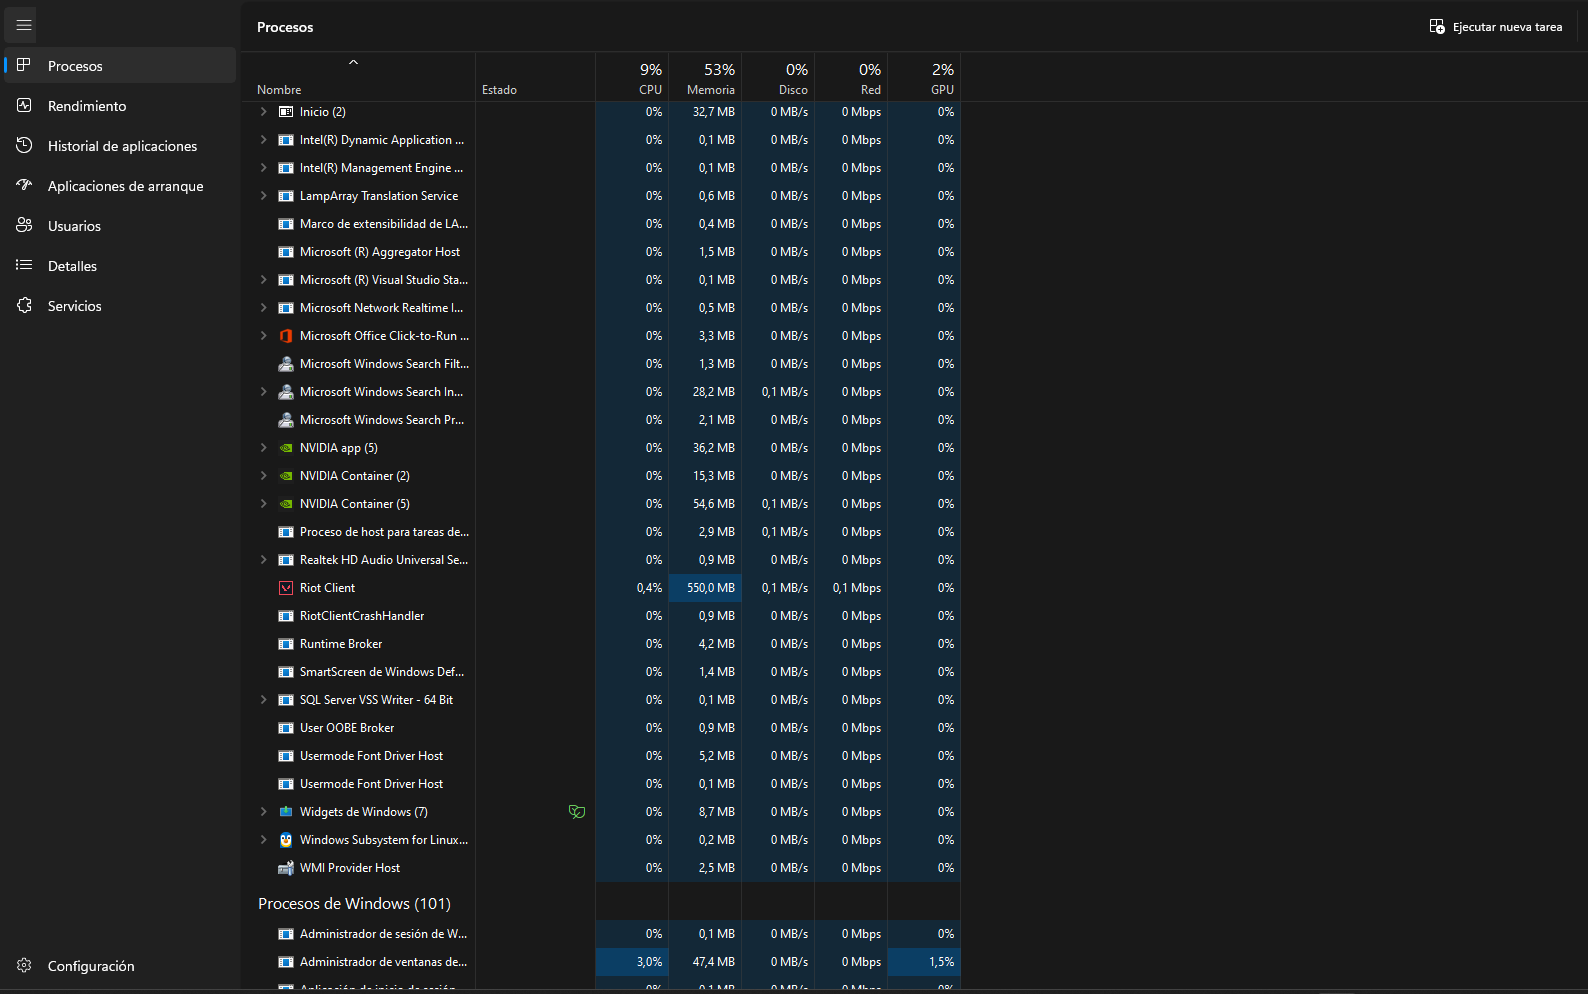 Procesos
Ejecutar nueva tarea
Procesos
Rendimiento
Historial de aplicaciones
Aplicaciones de arranque
Usuarios
Detalles
Servicios
Configuración
9% 53% 0% 0% 2%
Nombre Estado CPU Memoria Disco Red GPU
Inicio (2) 0% 32,7 MB 0 MB/s 0 Mbps 0%
Intel(R) Dynamic Application ... 0% 0,1 MB 0 MB/s 0 Mbps 0%
Intel(R) Management Engine ... 0% 0,1 MB 0 MB/s 0 Mbps 0%
LampArray Translation Service 0% 0,6 MB 0 MB/s 0 Mbps 0%
Marco de extensibilidad de LA... 0% 0,4 MB 0 MB/s 0 Mbps 0%
Microsoft (R) Aggregator Host 0% 1,5 MB 0 MB/s 0 Mbps 0%
Microsoft (R) Visual Studio Sta... 0% 0,1 MB 0 MB/s 0 Mbps 0%
Microsoft Network Realtime I... 0% 0,5 MB 0 MB/s 0 Mbps 0%
Microsoft Office Click-to-Run ... 0% 3,3 MB 0 MB/s 0 Mbps 0%
Microsoft Windows Search Filt... 0% 1,3 MB 0 MB/s 0 Mbps 0%
Microsoft Windows Search In... 0% 28,2 MB 0,1 MB/s 0 Mbps 0%
Microsoft Windows Search Pr... 0% 2,1 MB 0 MB/s 0 Mbps 0%
NVIDIA app (5) 0% 36,2 MB 0 MB/s 0 Mbps 0%
NVIDIA Container (2) 0% 15,3 MB 0 MB/s 0 Mbps 0%
NVIDIA Container (5) 0% 54,6 MB 0,1 MB/s 0 Mbps 0%
Proceso de host para tareas de... 0% 2,9 MB 0,1 MB/s 0 Mbps 0%
Realtek HD Audio Universal Se... 0% 0,9 MB 0 MB/s 0 Mbps 0%
Riot Client 0,4% 550,0 MB 0,1 MB/s 0,1 Mbps 0%
RiotClientCrashHandler 0% 0,9 MB 0 MB/s 0 Mbps 0%
Runtime Broker 0% 4,2 MB 0 MB/s 0 Mbps 0%
SmartScreen de Windows Def... 0% 1,4 MB 0 MB/s 0 Mbps 0%
SQL Server VSS Writer - 64 Bit 0% 0,1 MB 0 MB/s 0 Mbps 0%
User OOBE Broker 0% 0,9 MB 0 MB/s 0 Mbps 0%
Usermode Font Driver Host 0% 5,2 MB 0 MB/s 0 Mbps 0%
Usermode Font Driver Host 0% 0,1 MB 0 MB/s 0 Mbps 0%
Widgets de Windows (7) 0% 8,7 MB 0 MB/s 0 Mbps 0%
Windows Subsystem for Linux... 0% 0,2 MB 0 MB/s 0 Mbps 0%
WMI Provider Host 0% 2,5 MB 0 MB/s 0 Mbps 0%
Procesos de Windows (101)
Administrador de sesión de W... 0% 0,1 MB 0 MB/s 0 Mbps 0%
Administrador de ventanas de... 3,0% 47,4 MB 0 MB/s 0 Mbps 1,5%
Aplicación de inicio de sesión 0% 0,1 MB 0 MB/s 0 Mbps 0%